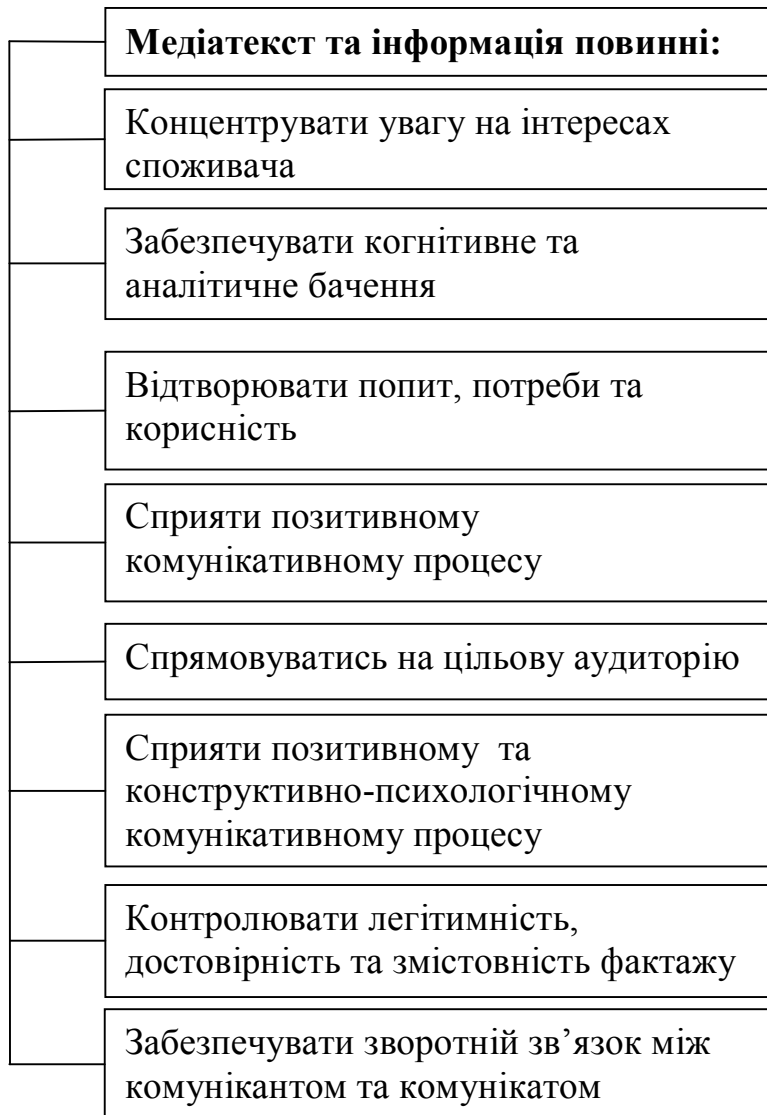 Медіатекст та інформація повинні:
Концентрувати увагу на інтересах
споживача
Забезпечувати когнітивне та
аналітичне бачення
Відтворювати попит, потреби та
корисність
Сприяти позитивному
комунікативному процесу
Спрямовуватись на цільову аудиторію
Сприяти позитивному  та
конструктивно-психологічному
комунікативному процесу
Контролювати легітимність,
достовірність та змістовність фактажу
Забезпечувати зворотній зв’язок між
комунікантом та комунікатом